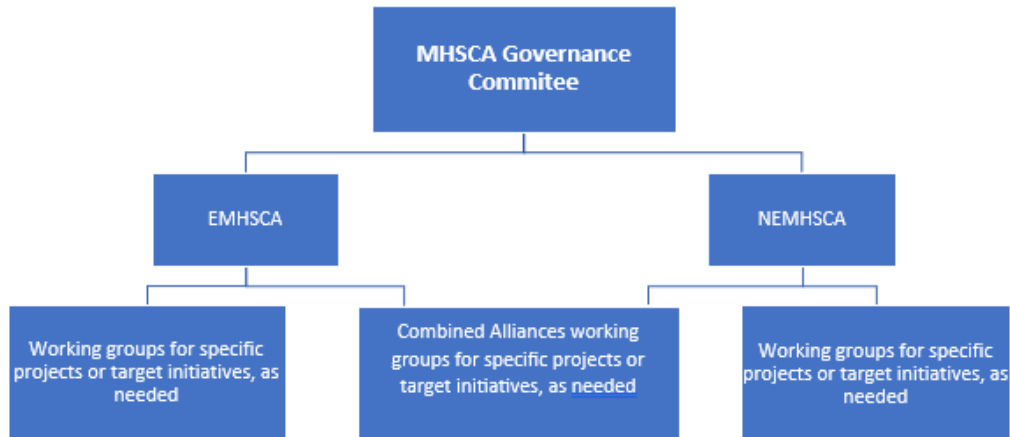 MHSCA Governance
Commitee
EMHSCA
NEMHSCA
Working groups for specific
projects or target initiatives, as
needed
Combined Alliances working
groups for specific projects or
target initiatives, as needed
Working groups for specific
projects or target initiatives, as
needed